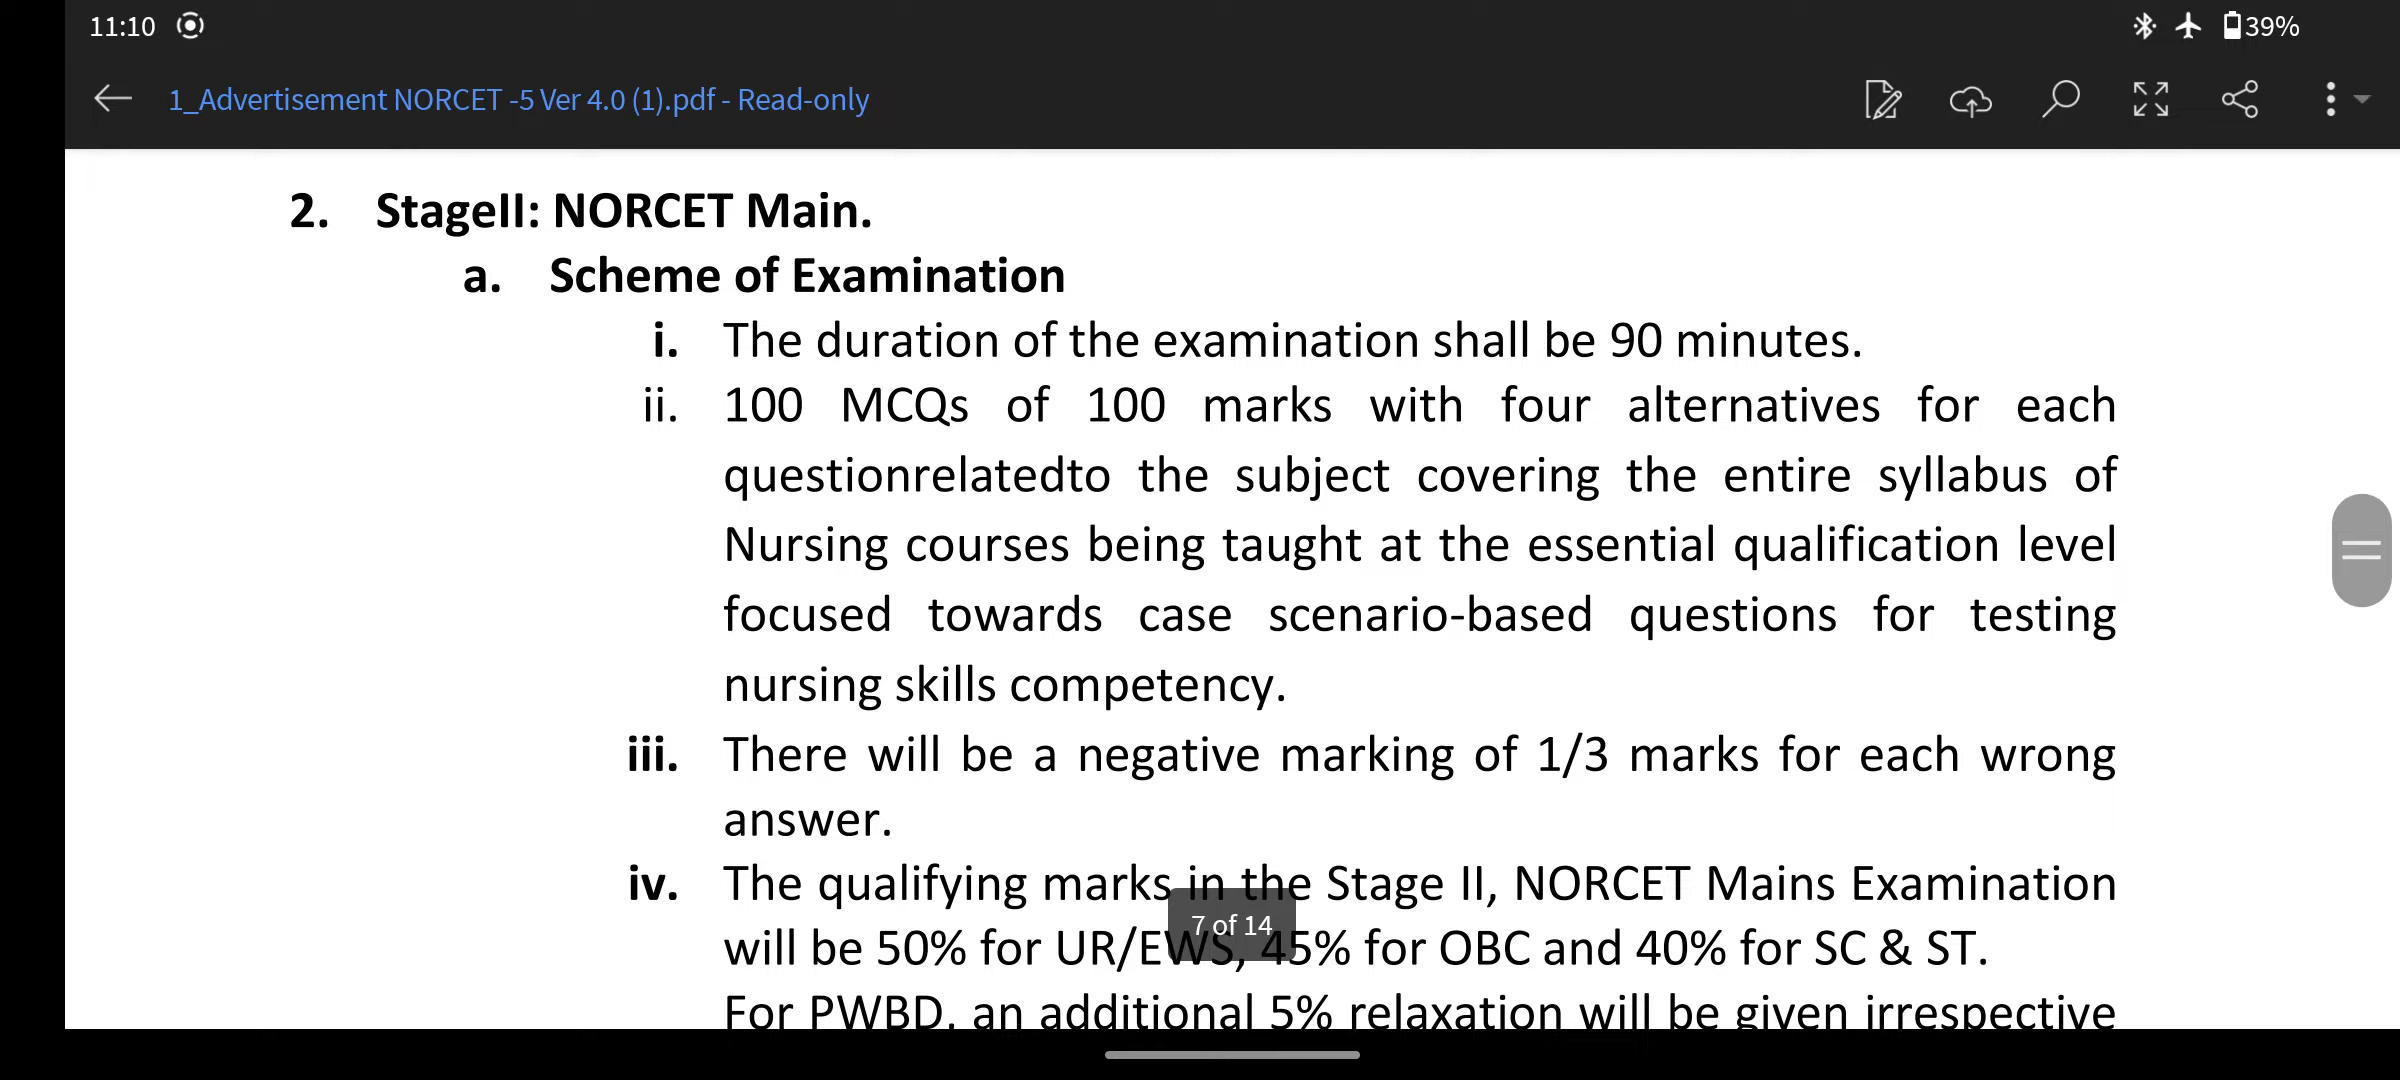 11:10 39%
1_Advertisement NORCET -5 Ver 4.0 (1).pdf - Read-only
2. StageII: NORCET Main.
a. Scheme of Examination
i. The duration of the examination shall be 90 minutes.
ii. 100 MCQs of 100 marks with four alternatives for each
questionrelatedto the subject covering the entire syllabus of
Nursing courses being taught at the essential qualification level
focused towards case scenario-based questions for testing
nursing skills competency.
iii. There will be a negative marking of 1/3 marks for each wrong
answer.
iv. The qualifying marks in the Stage II, NORCET Mains Examination
7 of 14
will be 50% for UR/EWS, 45% for OBC and 40% for SC & ST.
For PWBD, an additional 5% relaxation will be given irrespective